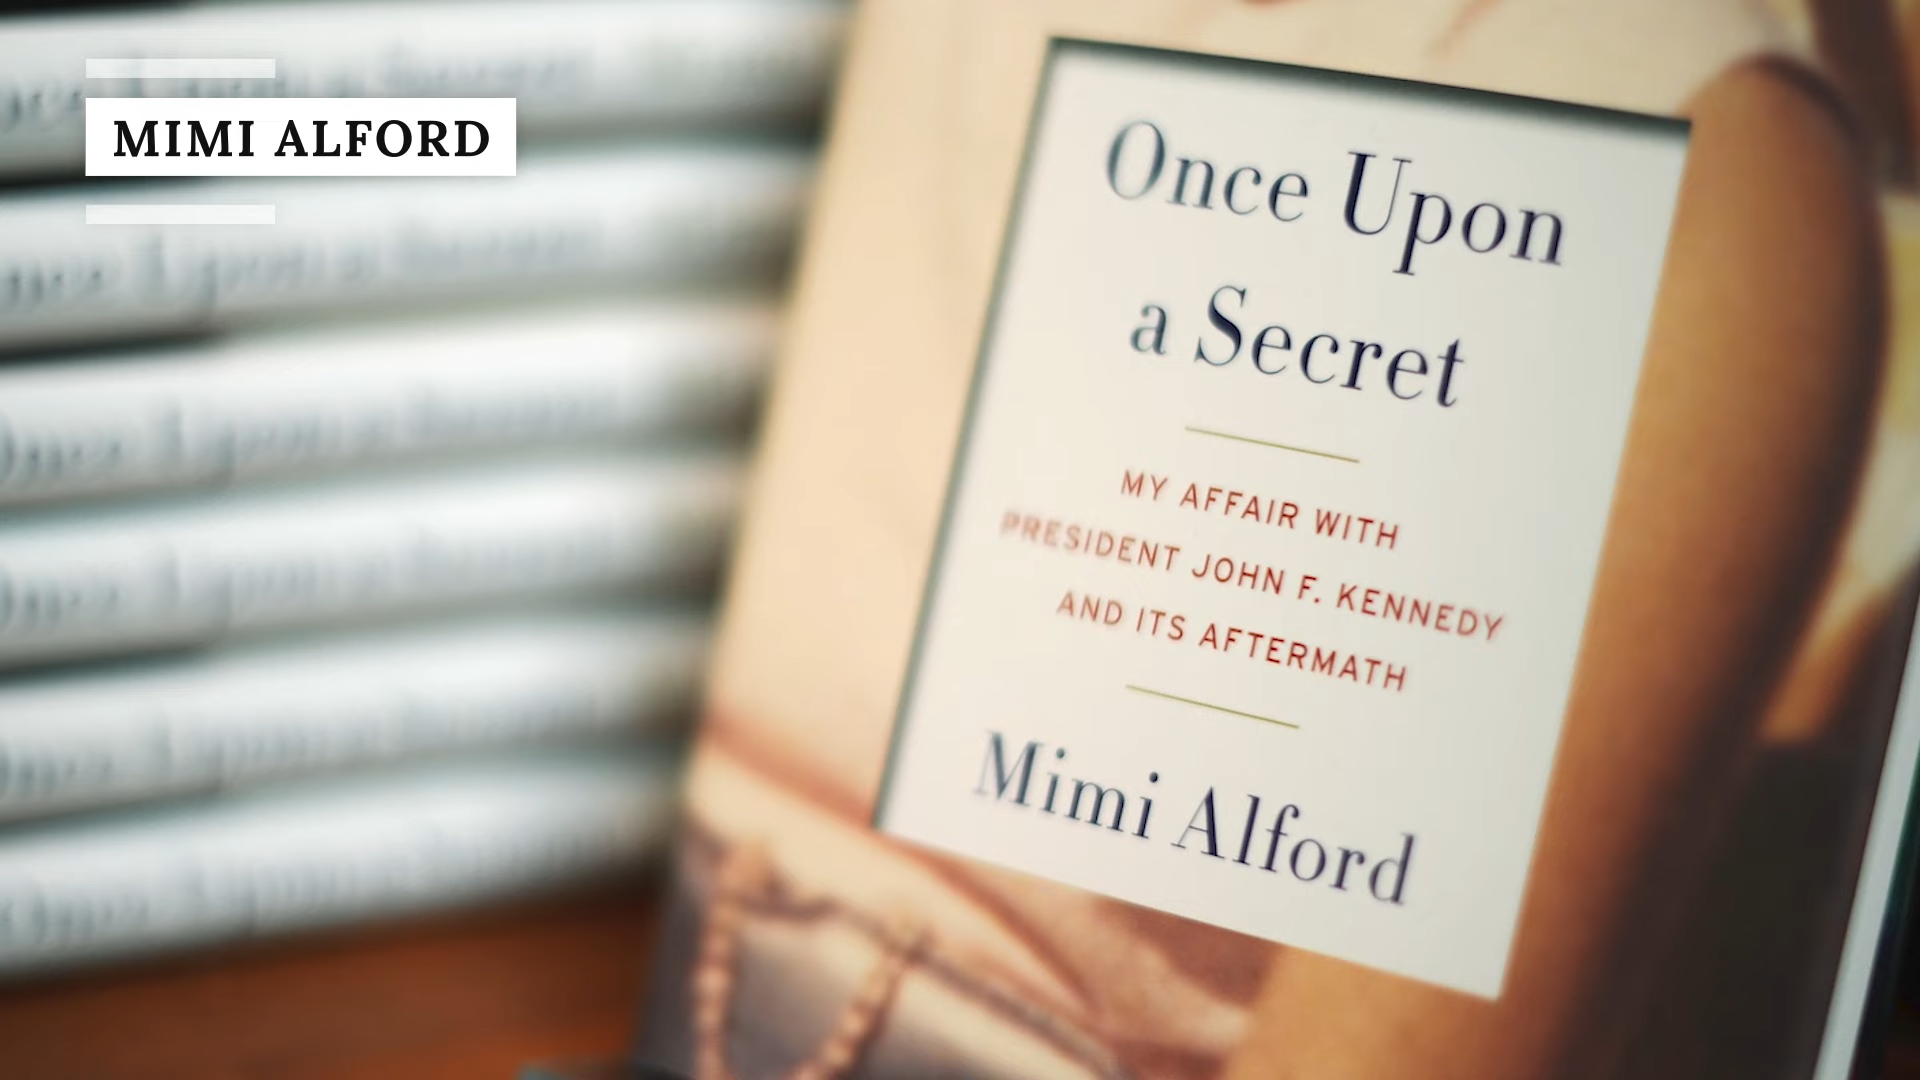 MIMI ALFORD
Once Upon
a Secret
MY AFFAIR WITH
PRESIDENT JOHN F. KENNEDY
AND ITS AFTERMATH
Mimi Alford